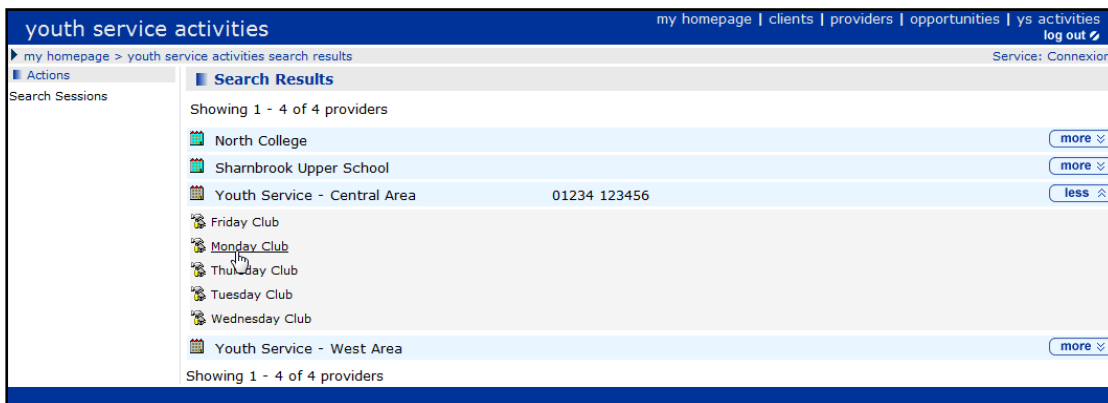 youth service activities
my homepage | clients | providers | opportunities | ys activities
log out
my homepage > youth service activities search results
Service: Connexion
Actions
Search Results
Search Sessions
Showing 1 - 4 of 4 providers
North College more
Sharnbrook Upper School more
Youth Service - Central Area 01234 123456 less
Friday Club
Monday Club
Thursday Club
Tuesday Club
Wednesday Club
Youth Service - West Area more
Showing 1 - 4 of 4 providers